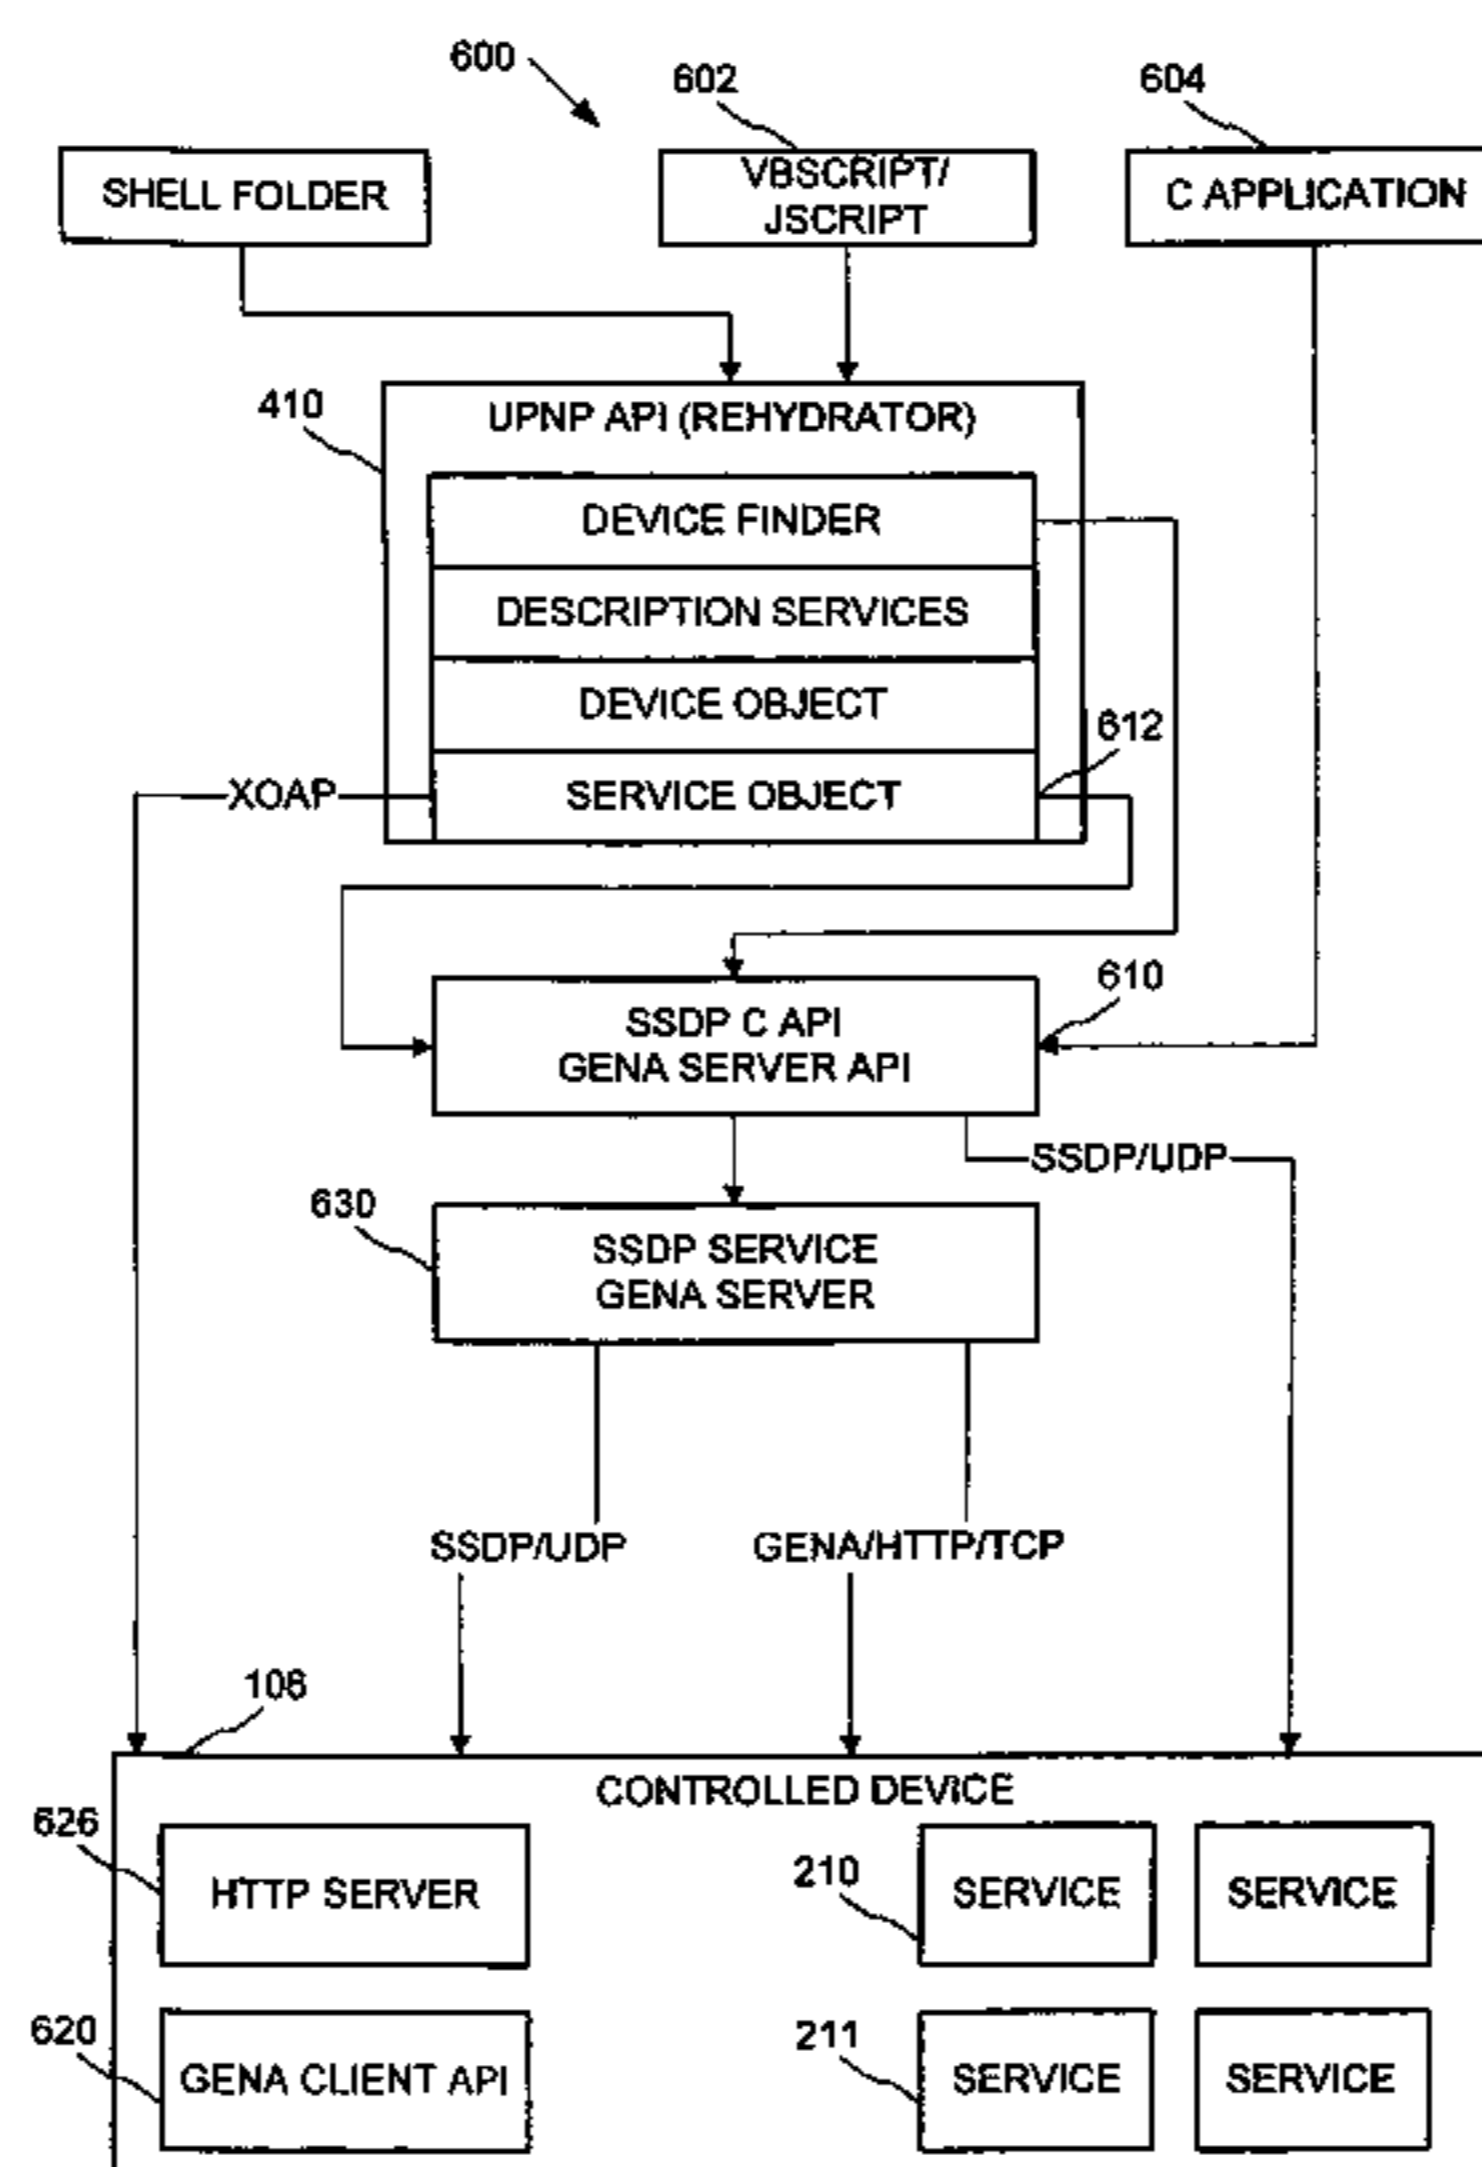 600
602
604
SHELL FOLDER
VBSCRIPT/
JSCRIPT
C APPLICATION
410
UPNP API (REHYDRATOR)
DEVICE FINDER
DESCRIPTION SERVICES
DEVICE OBJECT
612
XOAP
SERVICE OBJECT
610
SSDP C API
GENA SERVER API
SSDP/UDP
630
SSDP SERVICE
GENA SERVER
SSDP/UDP
GENA/HTTP/TCP
106
CONTROLLED DEVICE
626
HTTP SERVER
210
SERVICE
SERVICE
620
GENA CLIENT API
211
SERVICE
SERVICE